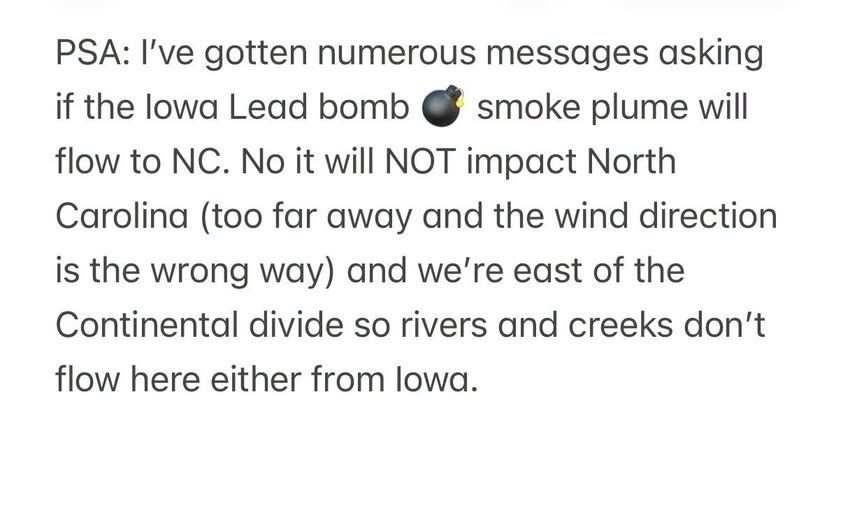 PSA: I’ve gotten numerous messages asking
if the Iowa Lead bomb 💣 smoke plume will
flow to NC. No it will NOT impact North
Carolina (too far away and the wind direction
is the wrong way) and we’re east of the
Continental divide so rivers and creeks don’t
flow here either from Iowa.